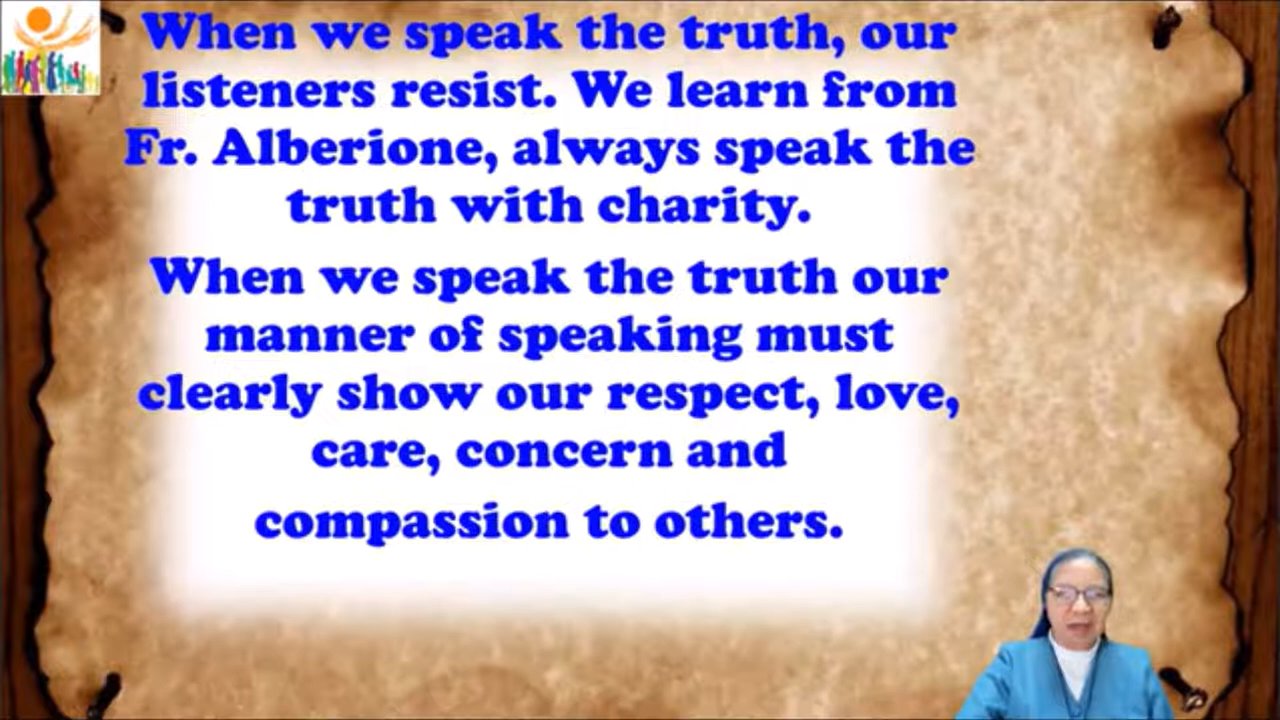 When we speak the truth, our
listeners resist. We learn from
Fr. Alberione, always speak the
truth with charity.
When we speak the truth our
manner of speaking must
clearly show our respect, love,
care, concern and
compassion to others.